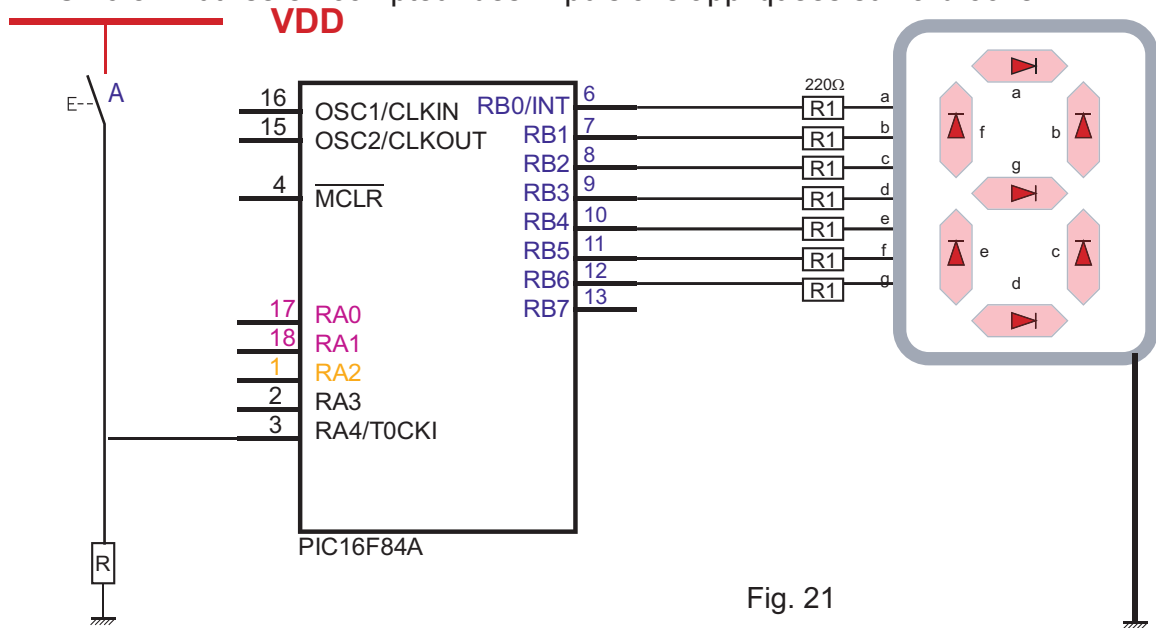 VDD
A
E
16 OSC1/CLKIN
15 OSC2/CLKOUT
4 MCLR
17 RA0
18 RA1
1 RA2
2 RA3
3 RA4/T0CKI
RB0/INT 6
RB1 7
RB2 8
RB3 9
RB4 10
RB5 11
RB6 12
RB7 13
PIC16F84A
R
220Ω
R1 a
R1 b
R1 c
R1 d
R1 e
R1 f
R1 g
a
f b
g
e c
d
Fig. 21